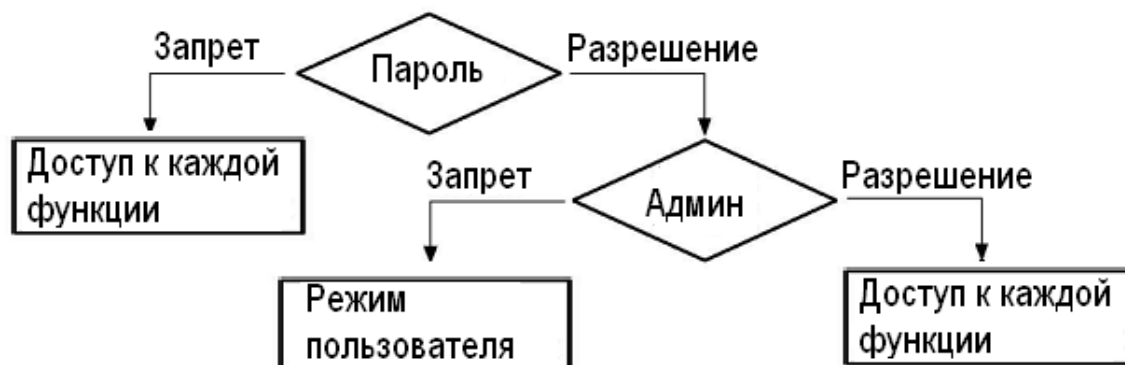 Запрет
Пароль
Разрешение
Доступ к каждой
функции
Запрет
Админ
Разрешение
Режим
пользователя
Доступ к каждой
функции